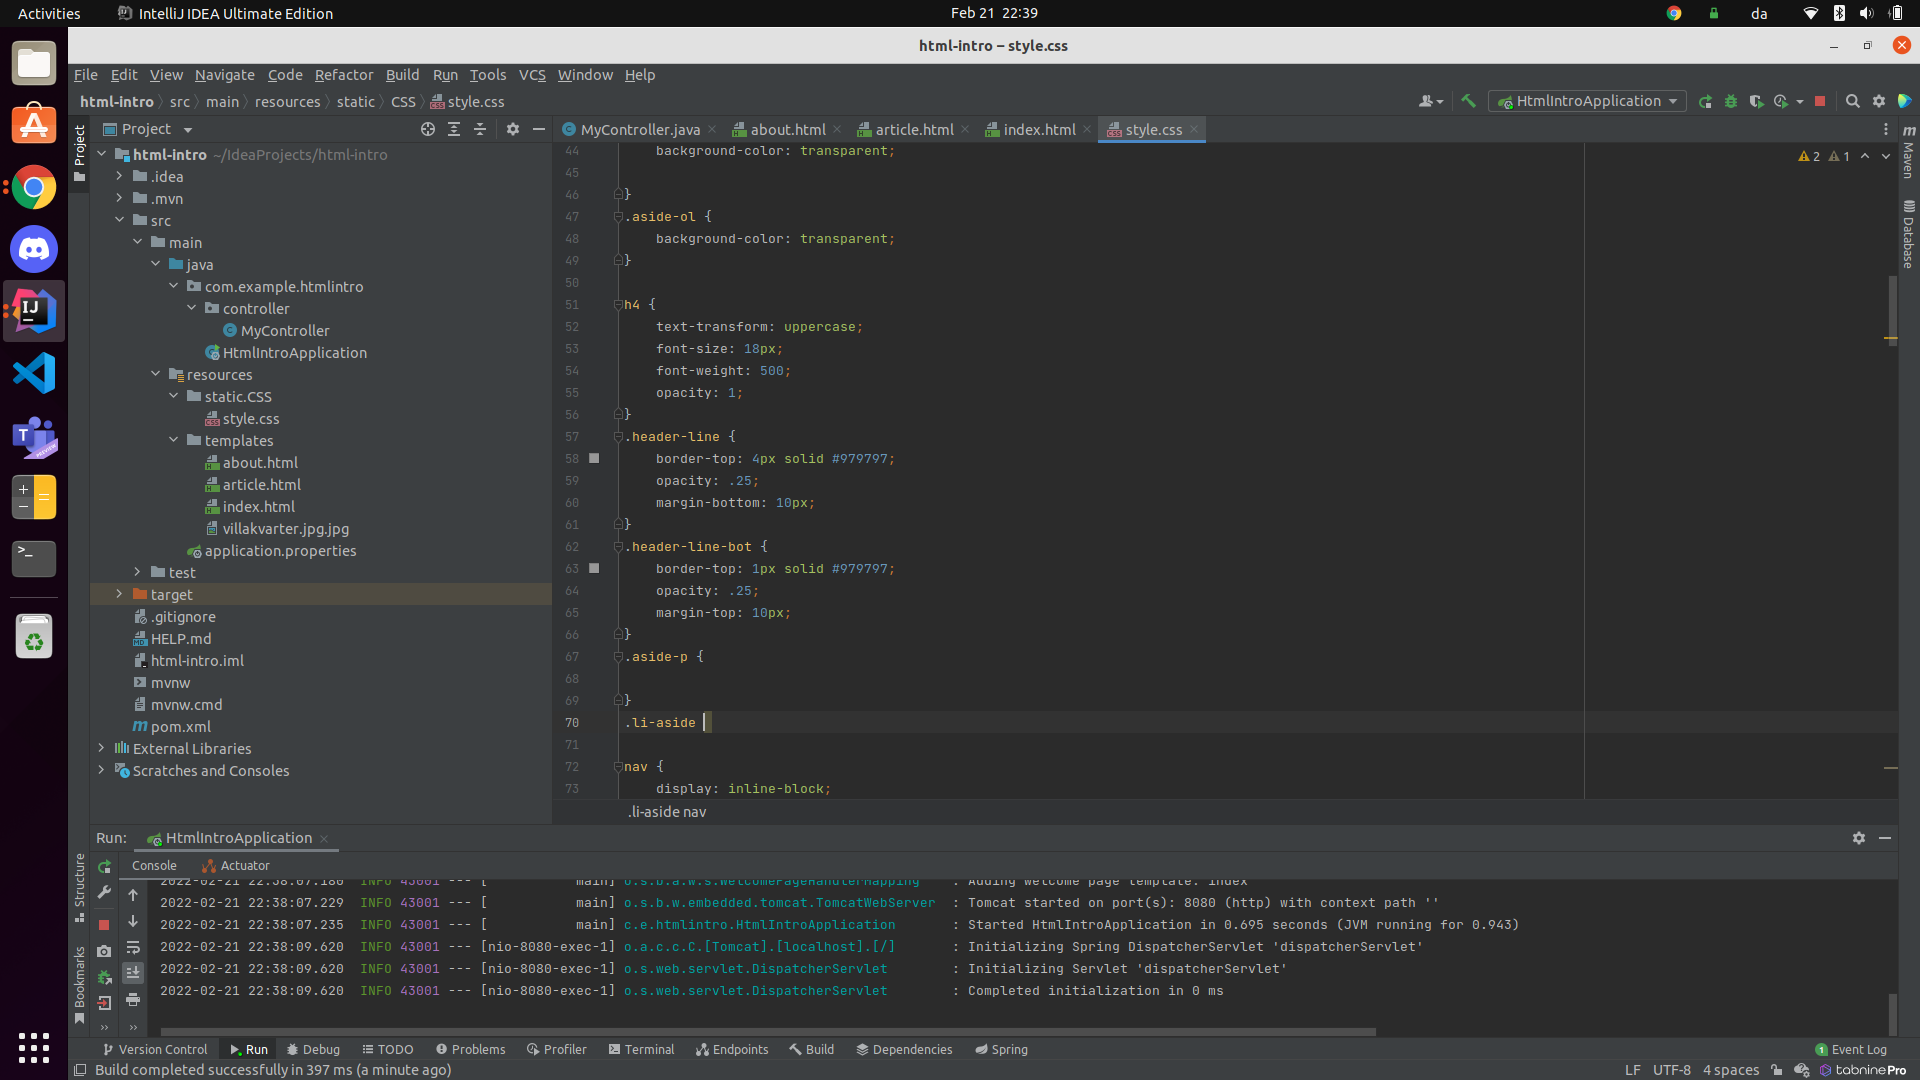 Activities
IntelliJ IDEA Ultimate Edition
Feb 21 22:39
da
html-intro – style.css
File Edit View Navigate Code Refactor Build Run Tools VCS Window Help
html-intro src main resources static CSS style.css
HtmlIntroApplication
Project
MyController.java about.html article.html index.html style.css
Project
html-intro ~/IdeaProjects/html-intro
.idea
.mvn
src
main
java
com.example.htmlintro
controller
MyController
HtmlIntroApplication
resources
static.CSS
style.css
templates
about.html
article.html
index.html
villakvarter.jpg.jpg
application.properties
test
target
.gitignore
HELP.md
html-intro.iml
mvnw
mvnw.cmd
pom.xml
External Libraries
Scratches and Consoles
2 1
Maven
Database
44 background-color: transparent;
45
46 }
47 .aside-ol {
48 background-color: transparent;
49 }
50
51 h4 {
52 text-transform: uppercase;
53 font-size: 18px;
54 font-weight: 500;
55 opacity: 1;
56 }
57 .header-line {
58 border-top: 4px solid #979797;
59 opacity: .25;
60 margin-bottom: 10px;
61 }
62 .header-line-bot {
63 border-top: 1px solid #979797;
64 opacity: .25;
65 margin-top: 10px;
66 }
67 .aside-p {
68
69 }
70 .li-aside
71
72 nav {
73 display: inline-block;
.li-aside nav
Run: HtmlIntroApplication
Console Actuator
Structure
Bookmarks
2022-02-21 22:38:07.180 INFO 43001 --- [ main] o.s.b.a.w.s.WelcomePageHandlerMapping : Adding welcome page template: index
2022-02-21 22:38:07.229 INFO 43001 --- [ main] o.s.b.w.embedded.tomcat.TomcatWebServer : Tomcat started on port(s): 8080 (http) with context path ''
2022-02-21 22:38:07.235 INFO 43001 --- [ main] c.e.htmlintro.HtmlIntroApplication : Started HtmlIntroApplication in 0.695 seconds (JVM running for 0.943)
2022-02-21 22:38:09.620 INFO 43001 --- [nio-8080-exec-1] o.a.c.c.C.[Tomcat].[localhost].[/] : Initializing Spring DispatcherServlet 'dispatcherServlet'
2022-02-21 22:38:09.620 INFO 43001 --- [nio-8080-exec-1] o.s.web.servlet.DispatcherServlet : Initializing Servlet 'dispatcherServlet'
2022-02-21 22:38:09.620 INFO 43001 --- [nio-8080-exec-1] o.s.web.servlet.DispatcherServlet : Completed initialization in 0 ms
Version Control Run Debug TODO Problems Profiler Terminal Endpoints Build Dependencies Spring
1 Event Log
Build completed successfully in 397 ms (a minute ago)
LF UTF-8 4 spaces tabninePro